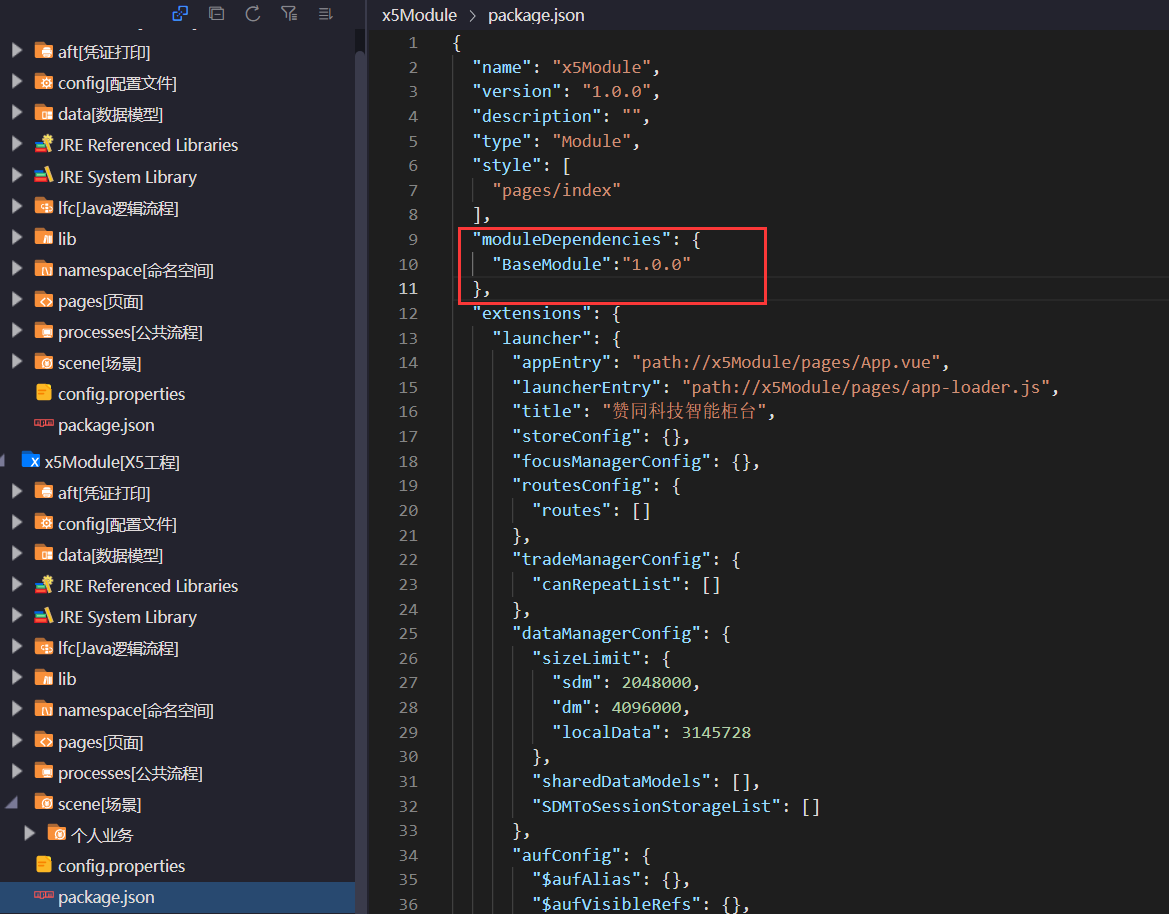 aft[凭证打印]
config[配置文件]
data[数据模型]
JRE Referenced Libraries
JRE System Library
lfc[Java逻辑流程]
lib
namespace[命名空间]
pages[页面]
processes[公共流程]
scene[场景]
config.properties
package.json
x5Module[X5工程]
aft[凭证打印]
config[配置文件]
data[数据模型]
JRE Referenced Libraries
JRE System Library
lfc[Java逻辑流程]
lib
namespace[命名空间]
pages[页面]
processes[公共流程]
scene[场景]
个人业务
config.properties
package.json
x5Module > package.json
1 {
2 "name": "x5Module",
3 "version": "1.0.0",
4 "description": "",
5 "type": "Module",
6 "style": [
7 "pages/index"
8 ],
9 "moduleDependencies": {
10 "BaseModule":"1.0.0"
11 },
12 "extensions": {
13 "launcher": {
14 "appEntry": "path://x5Module/pages/App.vue",
15 "launcherEntry": "path://x5Module/pages/app-loader.js",
16 "title": "赞同科技智能柜台",
17 "storeConfig": {},
18 "focusManagerConfig": {},
19 "routesConfig": {
20 "routes": []
21 },
22 "tradeManagerConfig": {
23 "canRepeatList": []
24 },
25 "dataManagerConfig": {
26 "sizeLimit": {
27 "sdm": 2048000,
28 "dm": 4096000,
29 "localData": 3145728
30 },
31 "sharedDataModels": [],
32 "SDMToSessionStorageList": []
33 },
34 "aufConfig": {
35 "$aufAlias": {},
36 "$aufVisibleRefs": {},